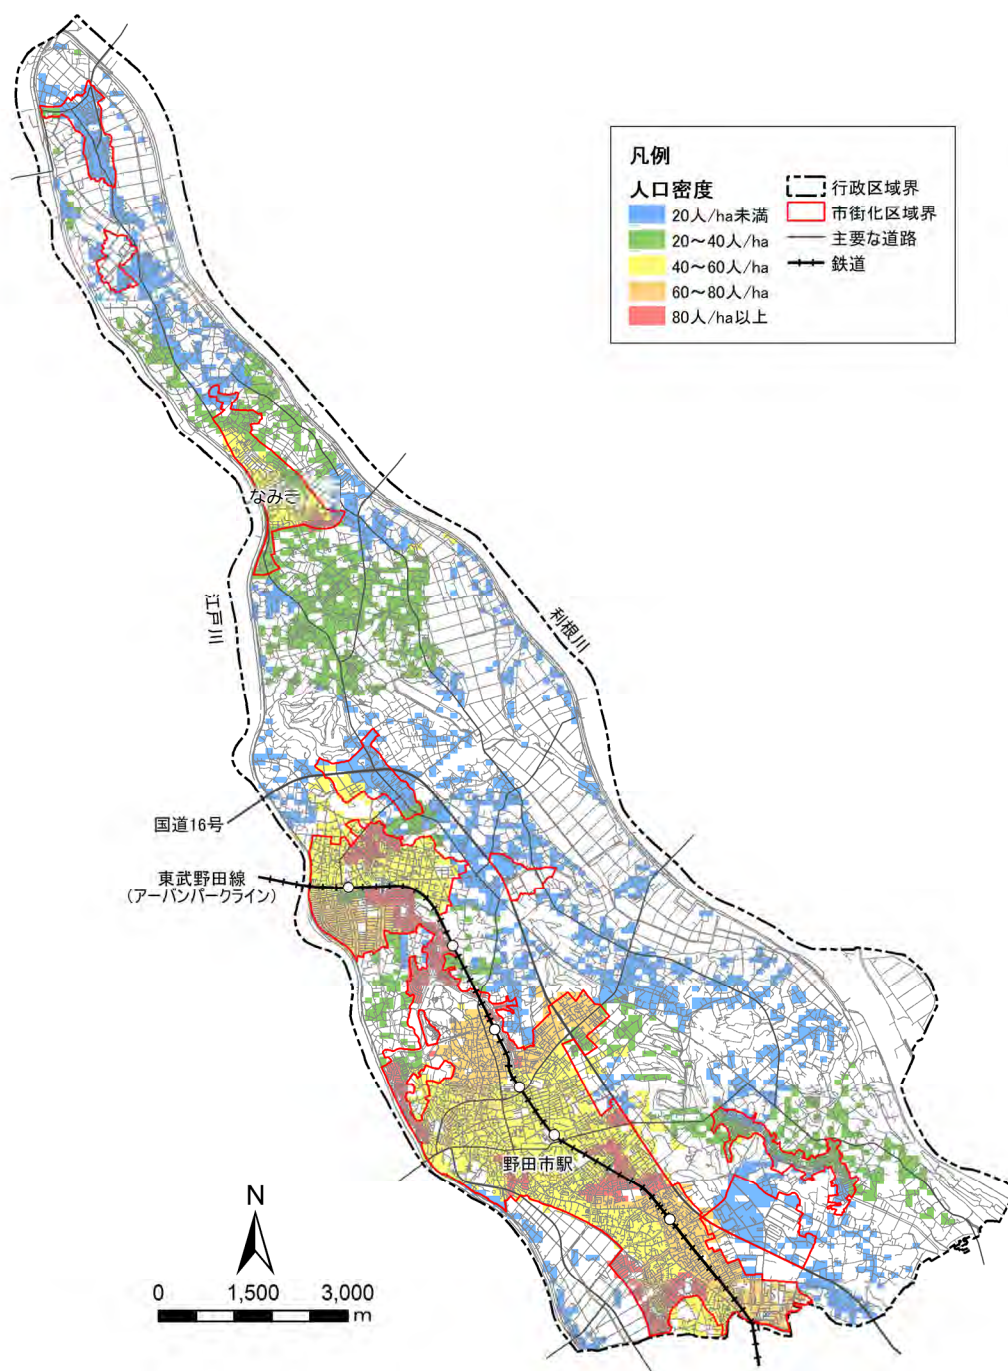 凡例
人口密度
20人/ha未満
20～40人/ha
40～60人/ha
60～80人/ha
80人/ha以上
行政区域界
市街化区域界
主要な道路
鉄道
なみき
江戸川
利根川
国道16号
東武野田線
(アーバンパークライン)
野田市駅
N
0 1,500 3,000
m